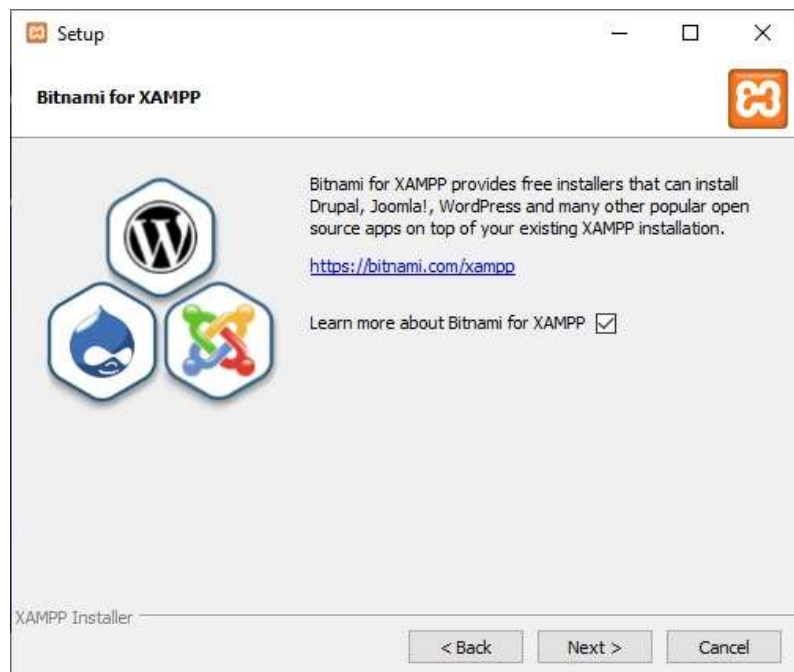 Setup
Bitnami for XAMPP
Bitnami for XAMPP provides free installers that can install
Drupal, Joomla!, WordPress and many other popular open
source apps on top of your existing XAMPP installation.
https://bitnami.com/xampp
Learn more about Bitnami for XAMPP
XAMPP Installer
< Back
Next >
Cancel